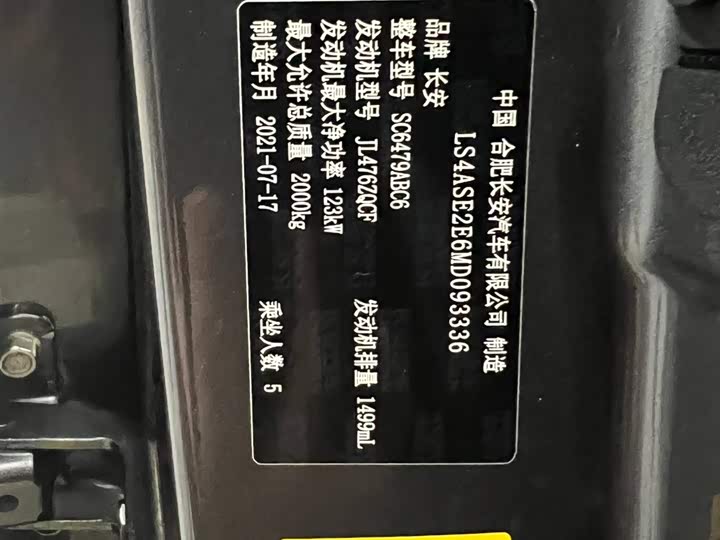 中国 合肥长安汽车有限公司 制造
LS4ASE2E6MD093336
品牌 长安
整车型号 SC6479ABC6
发动机型号 JL476ZQCF 发动机排量 1499mL
发动机最大净功率 123kW
最大允许总质量 2000kg
制造年月 2021-07-17 乘坐人数 5